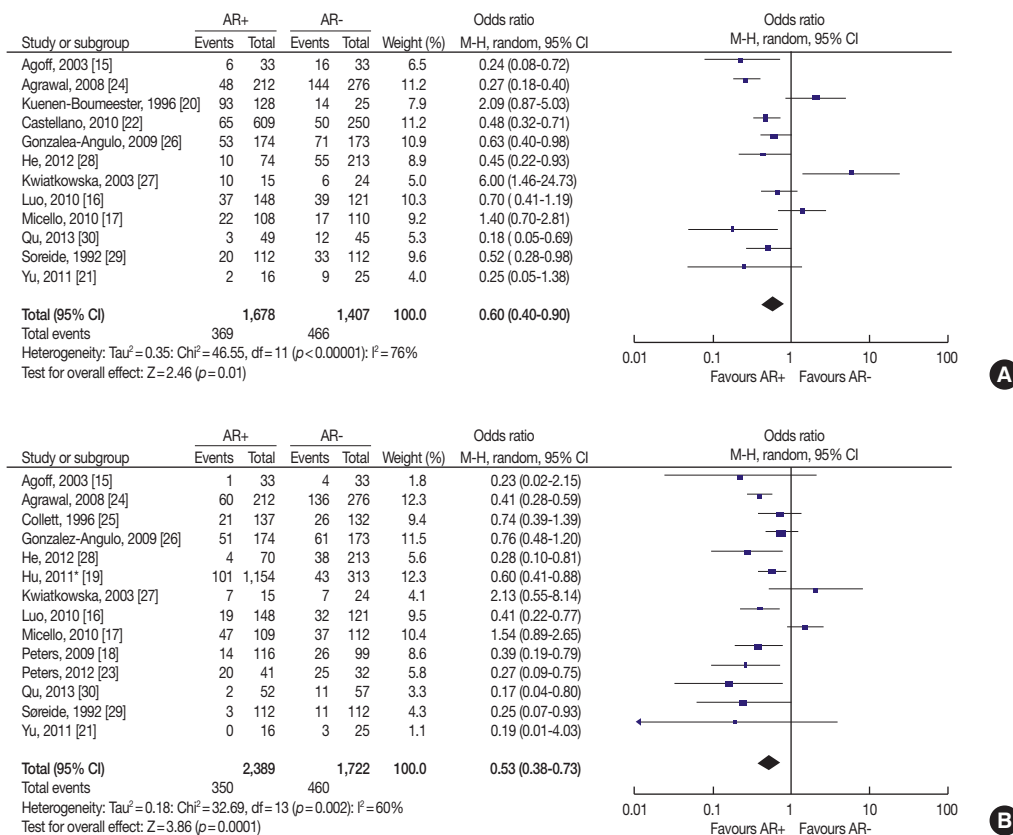 AR+ AR- Odds ratio Odds ratio
Study or subgroup Events Total Events Total Weight (%) M-H, random, 95% CI M-H, random, 95% CI
Agoff, 2003 [15] 6 33 16 33 6.5 0.24 (0.08-0.72)
Agrawal, 2008 [24] 48 212 144 276 11.2 0.27 (0.18-0.40)
Kuenen-Boumeester, 1996 [20] 93 128 14 25 7.9 2.09 (0.87-5.03)
Castellano, 2010 [22] 65 609 50 250 11.2 0.48 (0.32-0.71)
Gonzalea-Angulo, 2009 [26] 53 174 71 173 10.9 0.63 (0.40-0.98)
He, 2012 [28] 10 74 55 213 8.9 0.45 (0.22-0.93)
Kwiatkowska, 2003 [27] 10 15 6 24 5.0 6.00 (1.46-24.73)
Luo, 2010 [16] 37 148 39 121 10.3 0.70 (0.41-1.19)
Micello, 2010 [17] 22 108 17 110 9.2 1.40 (0.70-2.81)
Qu, 2013 [30] 3 49 12 45 5.3 0.18 ( 0.05-0.69)
Soreide, 1992 [29] 20 112 33 112 9.6 0.52 ( 0.28-0.98)
Yu, 2011 [21] 2 16 9 25 4.0 0.25 (0.05-1.38)
Total (95% CI) 1,678 1,407 100.0 0.60 (0.40-0.90)
Total events 369 466
Heterogeneity: Tau²=0.35: Chi²=46.55, df=11 (p<0.00001): I²=76%
0.01 0.1 1 10 100
Test for overall effect: Z=2.46 (p=0.01)
Favours AR+ Favours AR-
A
AR+ AR- Odds ratio Odds ratio
Study or subgroup Events Total Events Total Weight (%) M-H, random, 95% CI M-H, random, 95% CI
Agoff, 2003 [15] 1 33 4 33 1.8 0.23 (0.02-2.15)
Agrawal, 2008 [24] 60 212 136 276 12.3 0.41 (0.28-0.59)
Collett, 1996 [25] 21 137 26 132 9.4 0.74 (0.39-1.39)
Gonzalez-Angulo, 2009 [26] 51 174 61 173 11.5 0.76 (0.48-1.20)
He, 2012 [28] 4 70 38 213 5.6 0.28 (0.10-0.81)
Hu, 2011* [19] 101 1,154 43 313 12.3 0.60 (0.41-0.88)
Kwiatkowska, 2003 [27] 7 15 7 24 4.1 2.13 (0.55-8.14)
Luo, 2010 [16] 19 148 32 121 9.5 0.41 (0.22-0.77)
Micello, 2010 [17] 47 109 37 112 10.4 1.54 (0.89-2.65)
Peters, 2009 [18] 14 116 26 99 8.6 0.39 (0.19-0.79)
Peters, 2012 [23] 20 41 25 32 5.8 0.27 (0.09-0.75)
Qu, 2013 [30] 2 52 11 57 3.3 0.17 (0.04-0.80)
Søreide, 1992 [29] 3 112 11 112 4.3 0.25 (0.07-0.93)
Yu, 2011 [21] 0 16 3 25 1.1 0.19 (0.01-4.03)
Total (95% CI) 2,389 1,722 100.0 0.53 (0.38-0.73)
Total events 350 460
Heterogeneity: Tau²=0.18: Chi²=32.69, df=13 (p=0.002): I²=60%
0.01 0.1 1 10 100
Test for overall effect: Z=3.86 (p=0.0001)
Favours AR+ Favours AR-
B